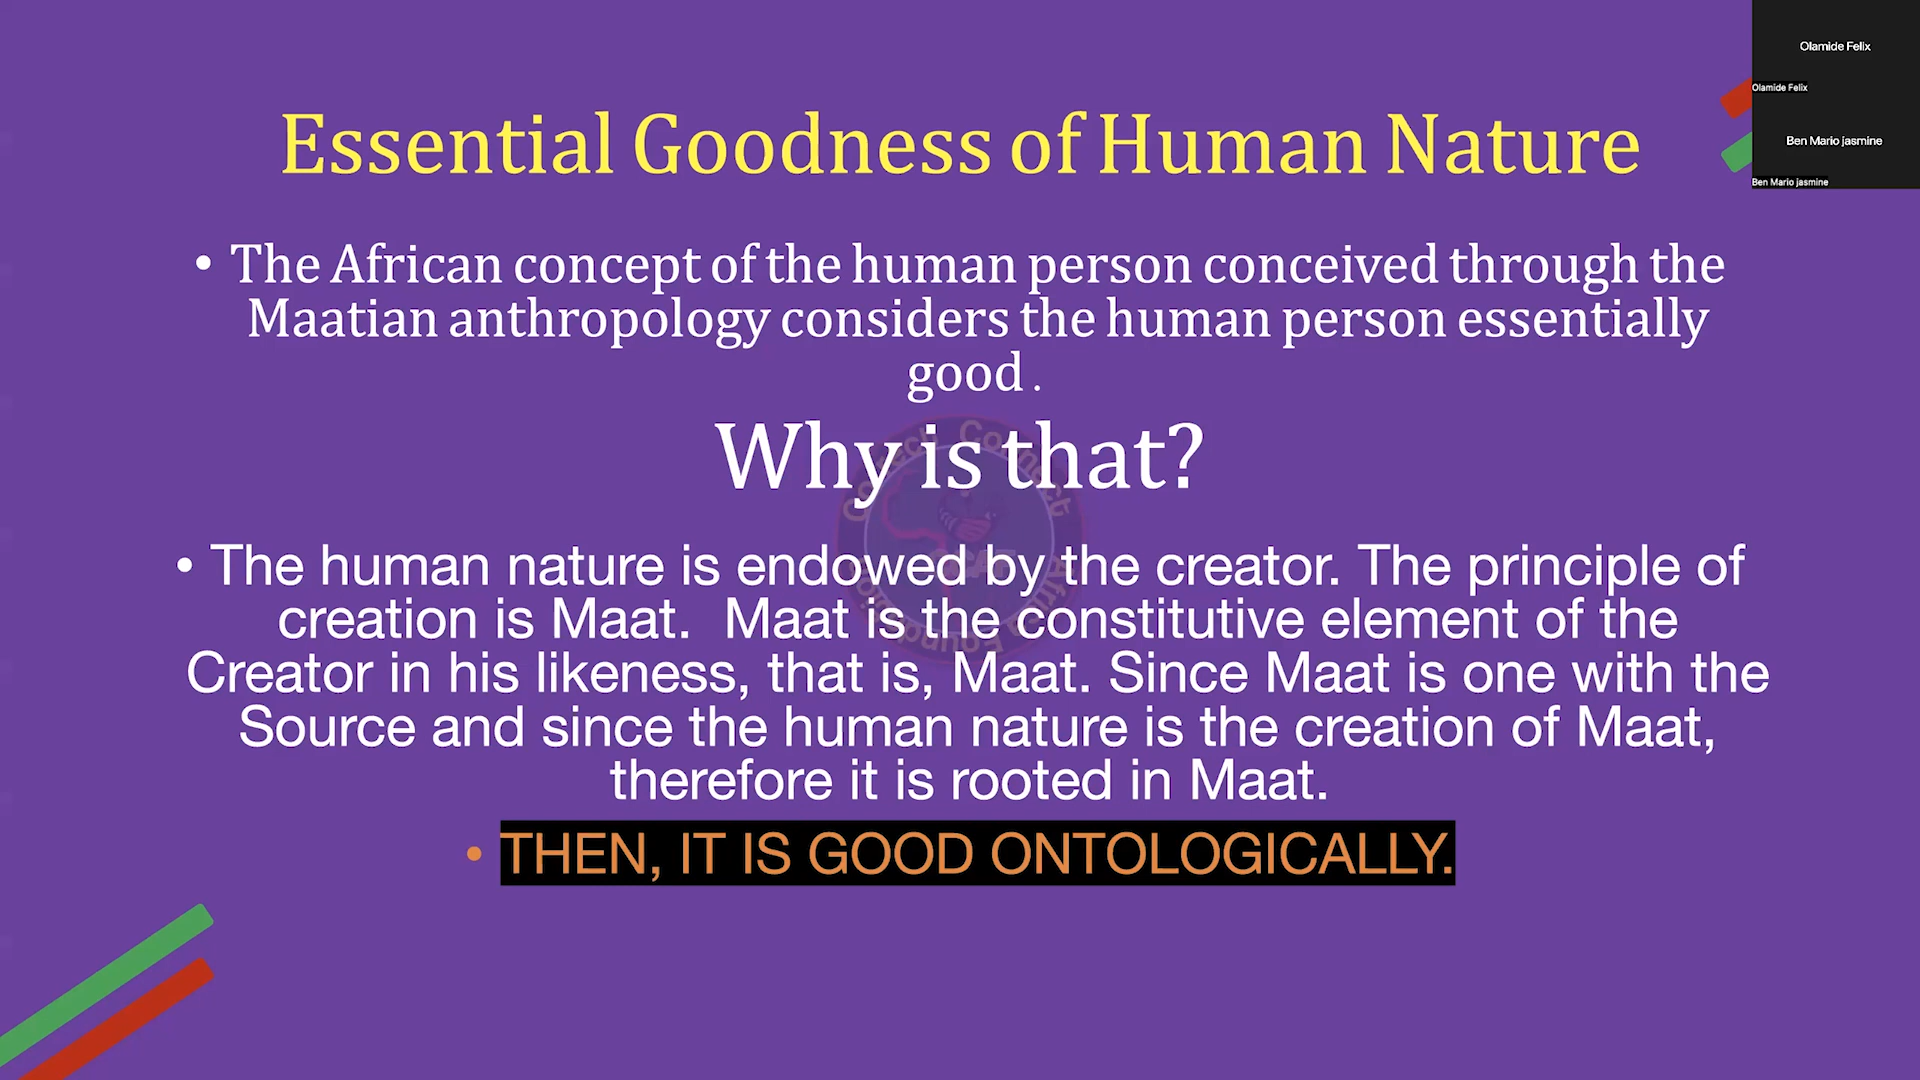 Olamide Felix
Olamide Felix
Ben Mario jasmine
Ben Mario jasmine
Essential Goodness of Human Nature
• The African concept of the human person conceived through the
Maatian anthropology considers the human person essentially
good .
Why is that?
• The human nature is endowed by the creator. The principle of
creation is Maat.  Maat is the constitutive element of the
Creator in his likeness, that is, Maat. Since Maat is one with the
Source and since the human nature is the creation of Maat,
therefore it is rooted in Maat.
• THEN, IT IS GOOD ONTOLOGICALLY.